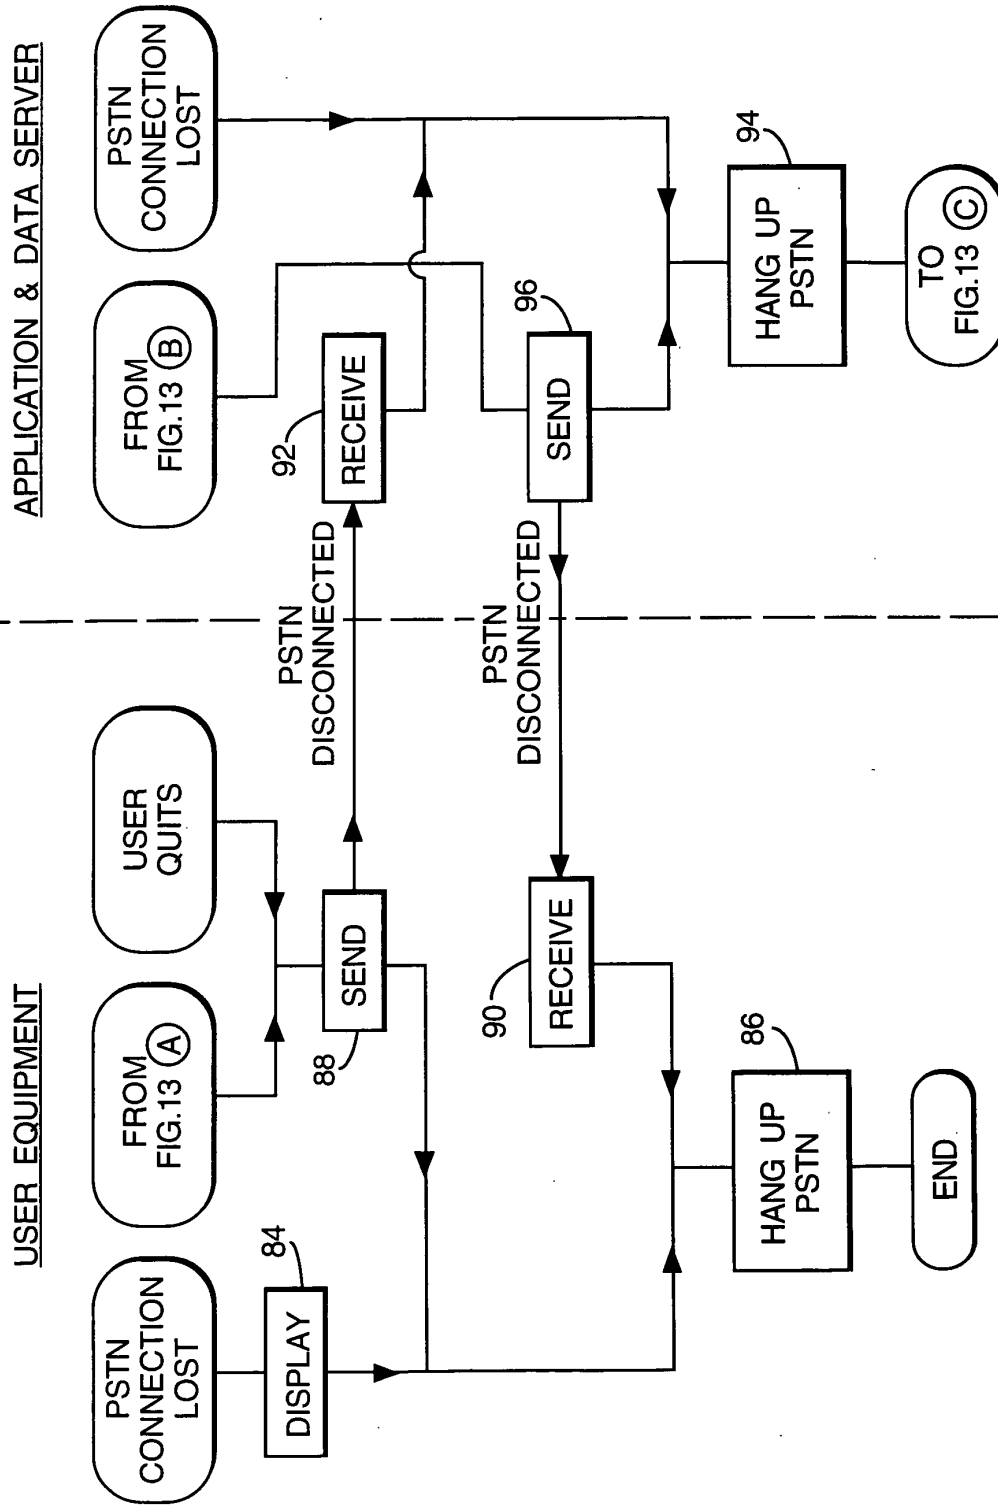 USER EQUIPMENT
APPLICATION & DATA SERVER
PSTN
CONNECTION
LOST
FROM
FIG.13 A
USER
QUITS
FROM
FIG.13 B
PSTN
CONNECTION
LOST
84
DISPLAY
88
SEND
PSTN
DISCONNECTED
92
RECEIVE
90
RECEIVE
PSTN
DISCONNECTED
96
SEND
86
HANG UP
PSTN
94
HANG UP
PSTN
END
TO
FIG.13 C